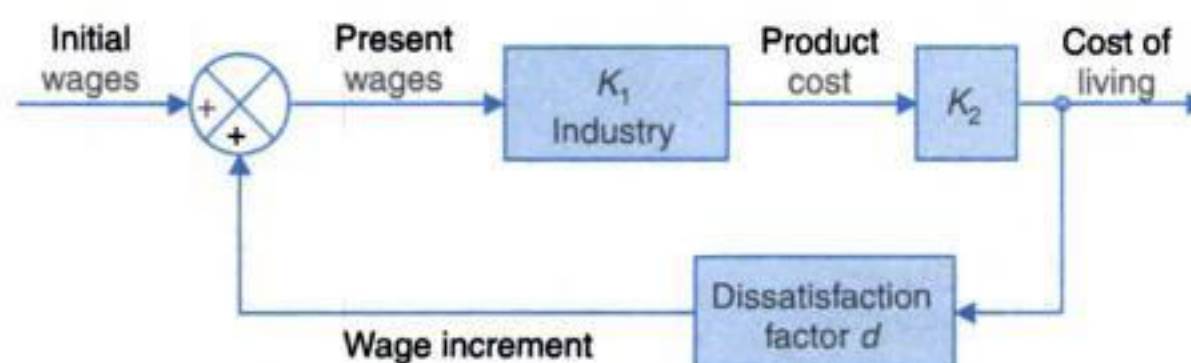 Initial
wages
+
+
Present
wages
K₁
Industry
Product
cost
K₂
Cost of
living
Dissatisfaction
factor d
Wage increment